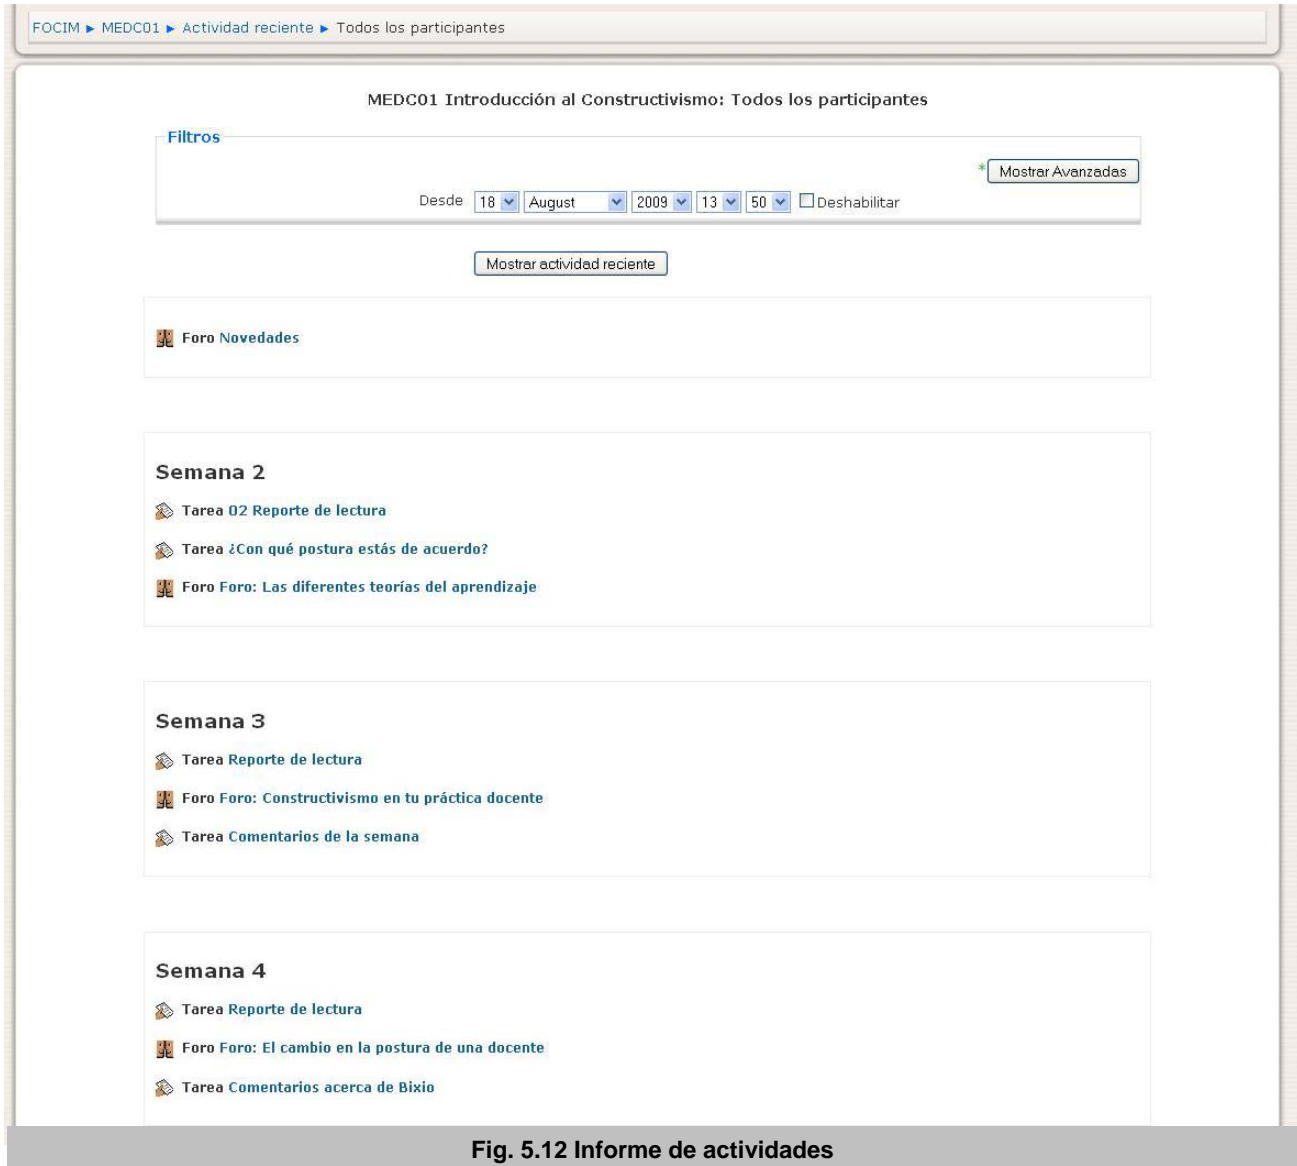 FOCIM ► MEDC01 ► Actividad reciente ► Todos los participantes
MEDC01 Introducción al Constructivismo: Todos los participantes
Filtros
* Mostrar Avanzadas
Desde 18 August 2009 13 50 Deshabilitar
Mostrar actividad reciente
Foro Novedades
Semana 2
Tarea 02 Reporte de lectura
Tarea ¿Con qué postura estás de acuerdo?
Foro Foro: Las diferentes teorías del aprendizaje
Semana 3
Tarea Reporte de lectura
Foro Foro: Constructivismo en tu práctica docente
Tarea Comentarios de la semana
Semana 4
Tarea Reporte de lectura
Foro Foro: El cambio en la postura de una docente
Tarea Comentarios acerca de Bixio
Fig. 5.12 Informe de actividades